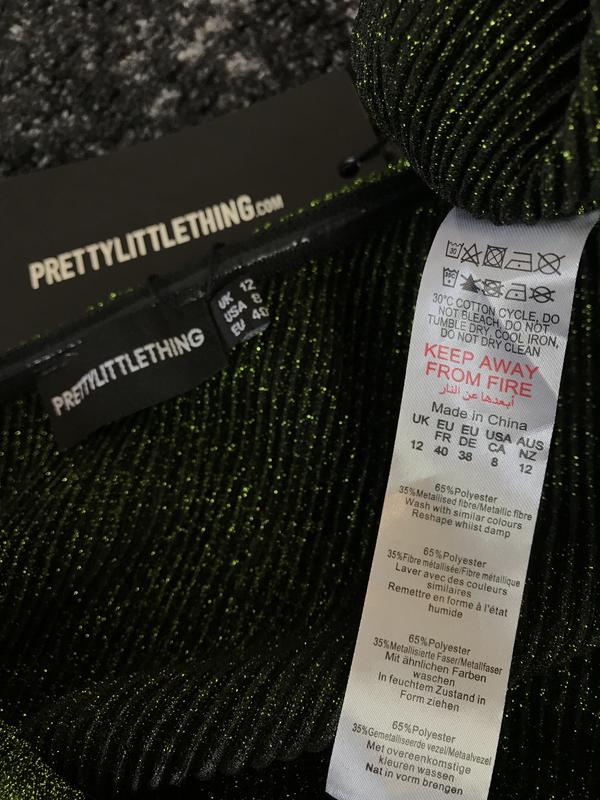 PRETTYLITTLETHING.COM
PRETTYLITTLETHING
UK 12
USA 8
EU 40
30
30°C COTTON CYCLE, DO
NOT BLEACH, DO NOT
TUMBLE DRY, COOL IRON,
DO NOT DRY CLEAN
KEEP AWAY
FROM FIRE
أبعدها عن النار
Made in China
UK EU EU USA AUS
FR DE CA NZ
12 40 38 8 12
65%Polyester
35%Metallised fibre/Metallic fibre
Wash with similar colours
Reshape whilst damp
65%Polyester
35%Fibre métallisée/Fibre métallique
Laver avec des couleurs
similaires
Remettre en forme à l'état
humide
65%Polyester
35%Metallisierte Faser/Metallfaser
Mit ähnlichen Farben
waschen
In feuchtem Zustand in
Form ziehen
65%Polyester
35%Gemetalliseerde vezel/Metaalvezel
Met overeenkomstige
kleuren wassen
Nat in vorm brengen